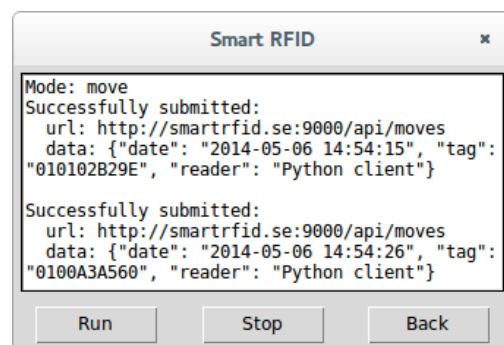 Smart RFID
Mode: move
Successfully submitted:
  url: http://smartrfid.se:9000/api/moves
  data: {"date": "2014-05-06 14:54:15", "tag":
"010102B29E", "reader": "Python client"}

Successfully submitted:
  url: http://smartrfid.se:9000/api/moves
  data: {"date": "2014-05-06 14:54:26", "tag":
"0100A3A560", "reader": "Python client"}
Run Stop Back